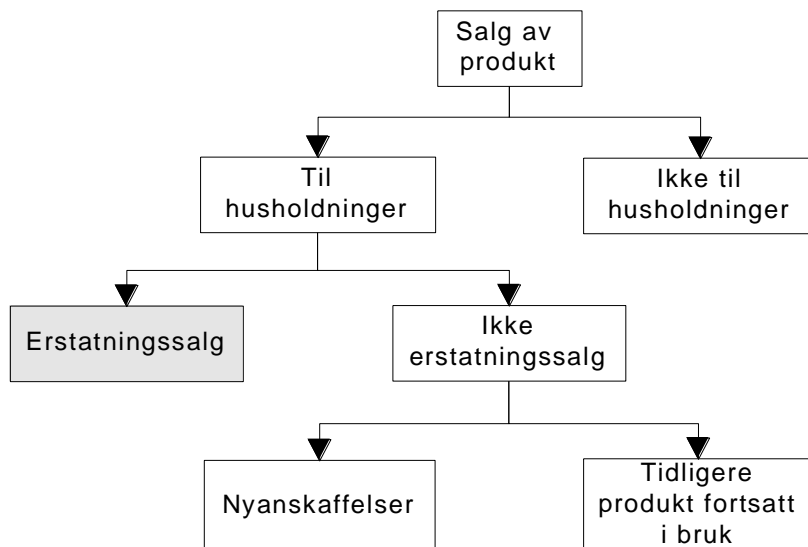 Salg av
produkt
Til
husholdninger
Ikke til
husholdninger
Erstatningssalg
Ikke
erstatningssalg
Nyanskaffelser
Tidligere
produkt fortsatt
i bruk